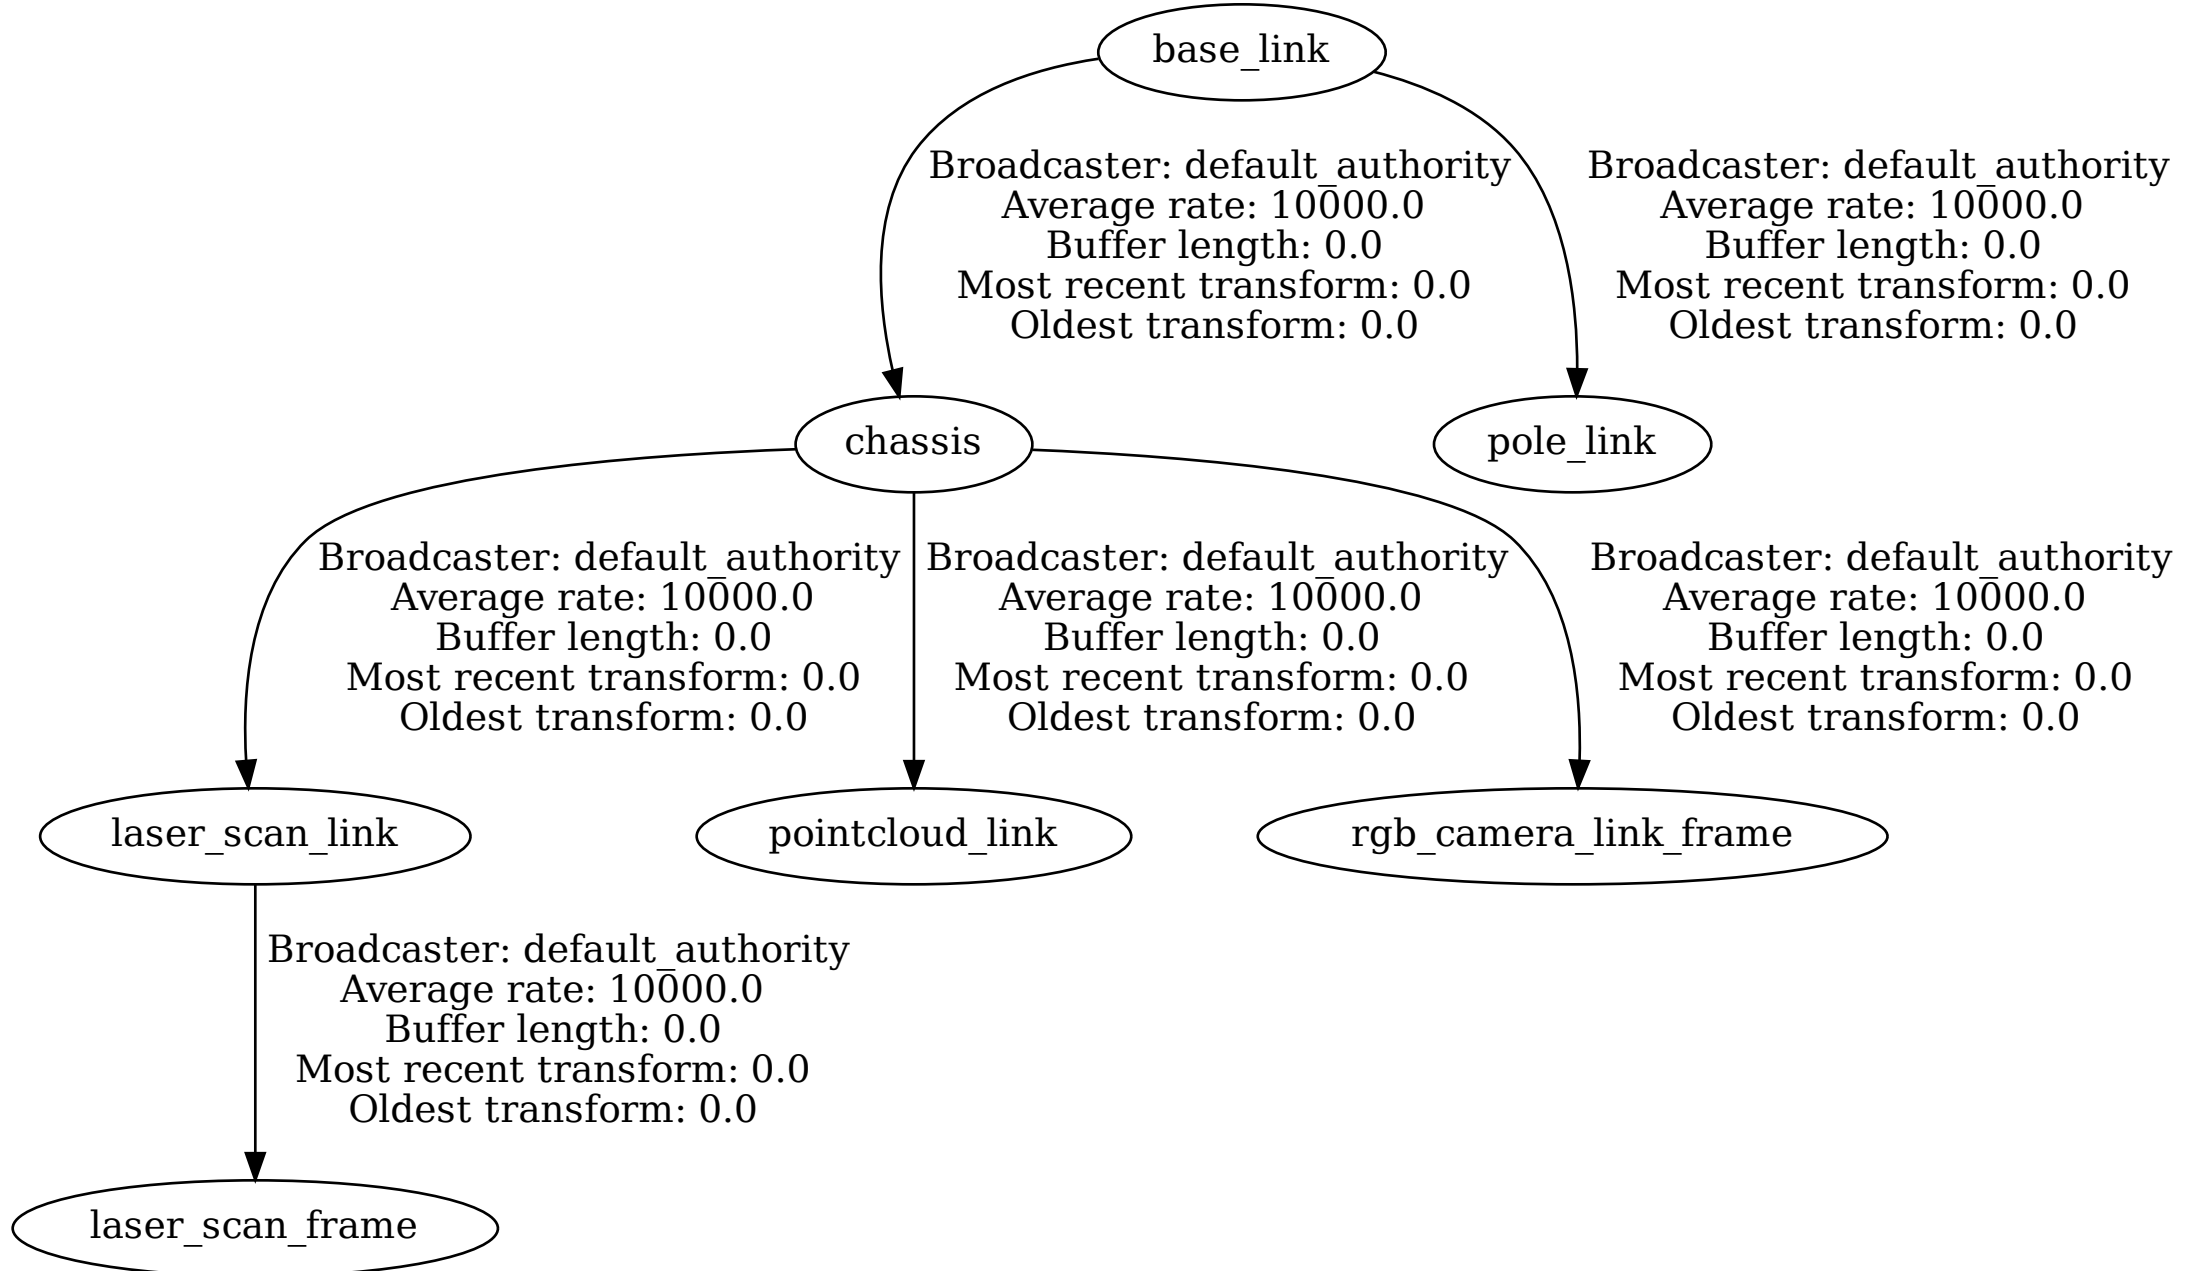 base_link
Broadcaster: default_authority
Average rate: 10000.0
Buffer length: 0.0
Most recent transform: 0.0
Oldest transform: 0.0
Broadcaster: default_authority
Average rate: 10000.0
Buffer length: 0.0
Most recent transform: 0.0
Oldest transform: 0.0
chassis
pole_link
Broadcaster: default_authority
Average rate: 10000.0
Buffer length: 0.0
Most recent transform: 0.0
Oldest transform: 0.0
Broadcaster: default_authority
Average rate: 10000.0
Buffer length: 0.0
Most recent transform: 0.0
Oldest transform: 0.0
Broadcaster: default_authority
Average rate: 10000.0
Buffer length: 0.0
Most recent transform: 0.0
Oldest transform: 0.0
laser_scan_link
pointcloud_link
rgb_camera_link_frame
Broadcaster: default_authority
Average rate: 10000.0
Buffer length: 0.0
Most recent transform: 0.0
Oldest transform: 0.0
laser_scan_frame